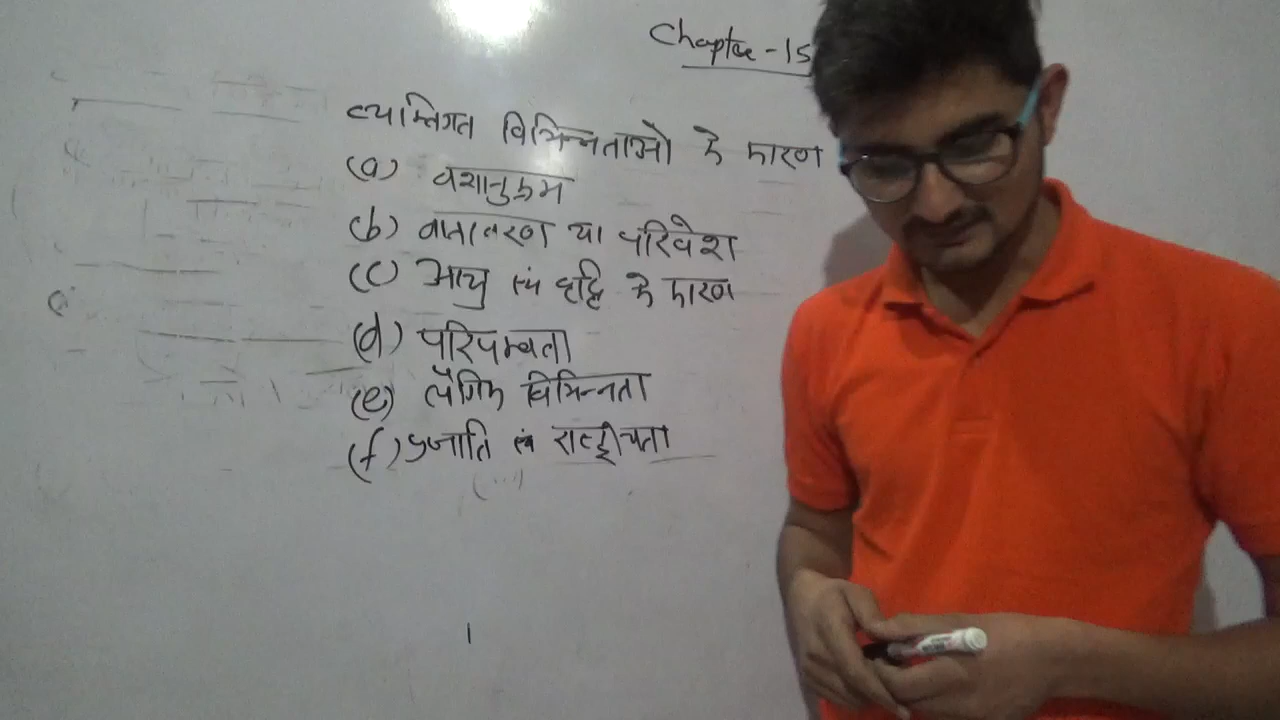 Chapter - 15
व्यक्तिगत विभिन्नताओ के कारण
(a) वंशानुक्रम
(b) वातावरण या परिवेश
(c) आयु एवं बुद्धि के कारण
(d) परिपक्वता
(e) लैंगिक विभिन्नता
(f) प्रजाति एवं राष्ट्रीयता